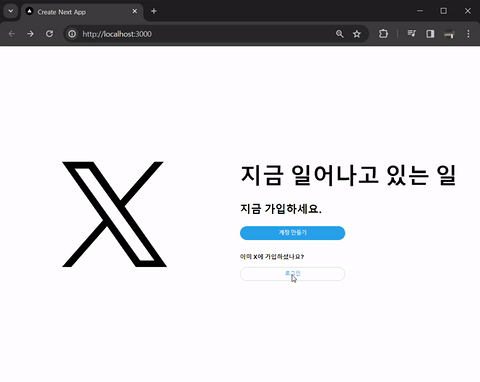 Create Next App
http://localhost:3000
지금 일어나고 있는 일
지금 가입하세요.
계정 만들기
이미 X에 가입하셨나요?
로그인